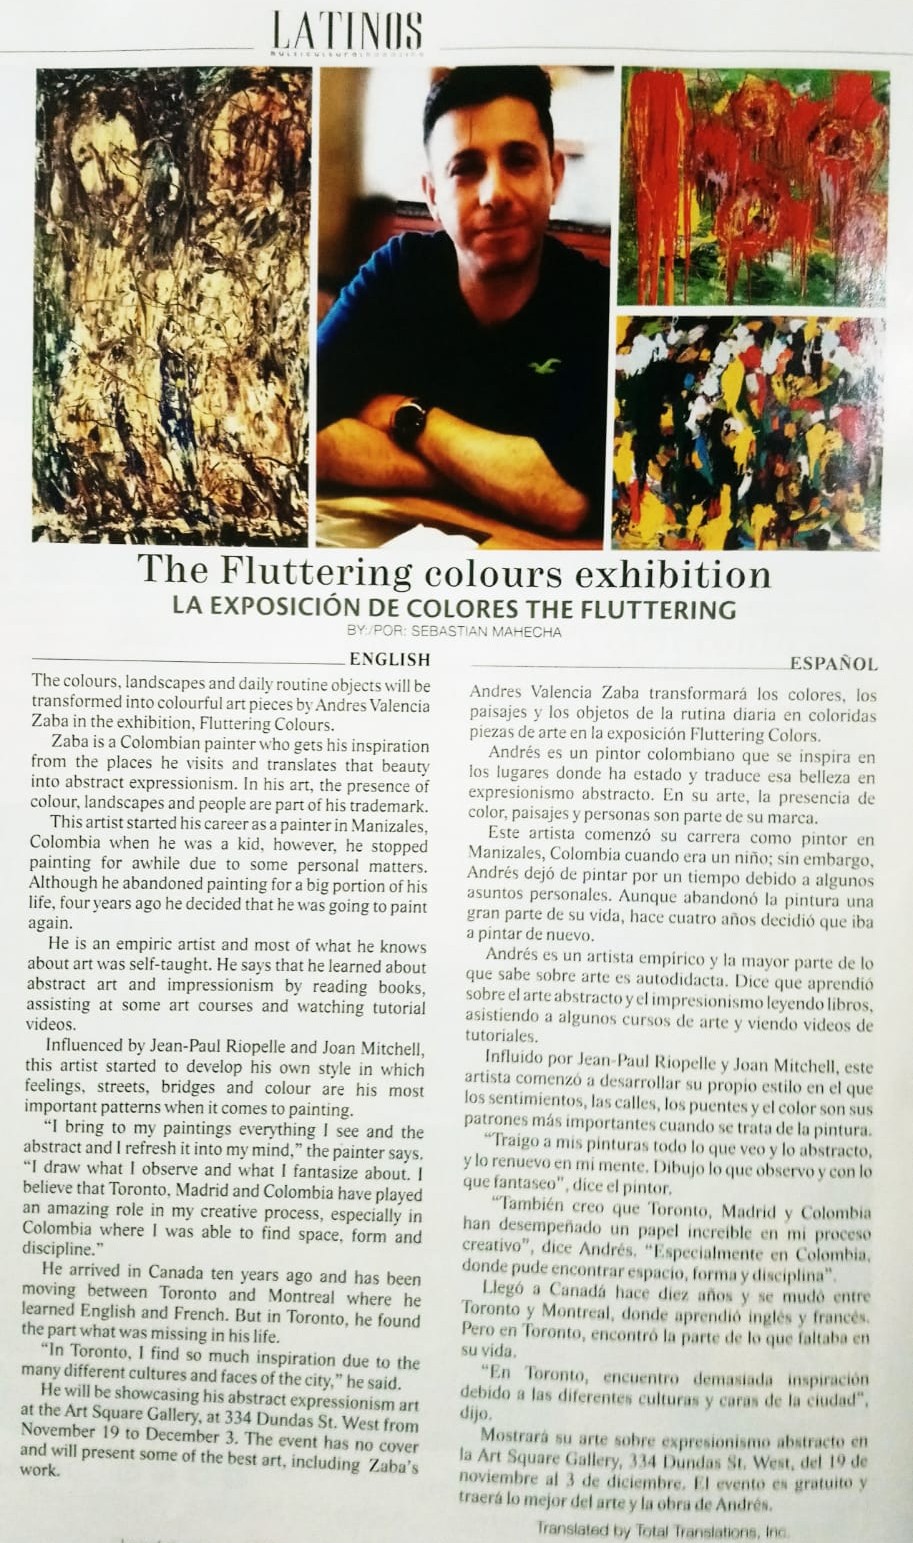 LATINOS
The Fluttering colours exhibition
LA EXPOSICIÓN DE COLORES THE FLUTTERING
BY:/POR: SEBASTIAN MAHECHA
ENGLISH
The colours, landscapes and daily routine objects will be
transformed into colourful art pieces by Andres Valencia
Zaba in the exhibition, Fluttering Colours.
Zaba is a Colombian painter who gets his inspiration
from the places he visits and translates that beauty
into abstract expressionism. In his art, the presence of
colour, landscapes and people are part of his trademark.
This artist started his career as a painter in Manizales,
Colombia when he was a kid, however, he stopped
painting for awhile due to some personal matters.
Although he abandoned painting for a big portion of his
life, four years ago he decided that he was going to paint
again.
He is an empiric artist and most of what he knows
about art was self-taught. He says that he learned about
abstract art and impressionism by reading books,
assisting at some art courses and watching tutorial
videos.
Influenced by Jean-Paul Riopelle and Joan Mitchell,
this artist started to develop his own style in which
feelings, streets, bridges and colour are his most
important patterns when it comes to painting.
“I bring to my paintings everything I see and the
abstract and I refresh it into my mind,” the painter says.
“I draw what I observe and what I fantasize about. I
believe that Toronto, Madrid and Colombia have played
an amazing role in my creative process, especially in
Colombia where I was able to find space, form and
discipline.”
He arrived in Canada ten years ago and has been
moving between Toronto and Montreal where he
learned English and French. But in Toronto, he found
the part what was missing in his life.
“In Toronto, I find so much inspiration due to the
many different cultures and faces of the city,” he said.
He will be showcasing his abstract expressionism art
at the Art Square Gallery, at 334 Dundas St. West from
November 19 to December 3. The event has no cover
and will present some of the best art, including Zaba’s
work.
ESPAÑOL
Andres Valencia Zaba transformará los colores, los
paisajes y los objetos de la rutina diaria en coloridas
piezas de arte en la exposición Fluttering Colors.
Andrés es un pintor colombiano que se inspira en
los lugares donde ha estado y traduce esa belleza en
expresionismo abstracto. En su arte, la presencia de
color, paisajes y personas son parte de su marca.
Este artista comenzó su carrera como pintor en
Manizales, Colombia cuando era un niño; sin embargo,
Andrés dejó de pintar por un tiempo debido a algunos
asuntos personales. Aunque abandonó la pintura una
gran parte de su vida, hace cuatro años decidió que iba
a pintar de nuevo.
Andrés es un artista empírico y la mayor parte de lo
que sabe sobre arte es autodidacta. Dice que aprendió
sobre el arte abstracto y el impresionismo leyendo libros,
asistiendo a algunos cursos de arte y viendo videos de
tutoriales.
Influido por Jean-Paul Riopelle y Joan Mitchell, este
artista comenzó a desarrollar su propio estilo en el que
los sentimientos, las calles, los puentes y el color son sus
patrones más importantes cuando se trata de la pintura.
“Traigo a mis pinturas todo lo que veo y lo abstracto,
y lo renuevo en mi mente. Dibujo lo que observo y con lo
que fantaseo”, dice el pintor.
“También creo que Toronto, Madrid y Colombia
han desempeñado un papel increíble en mi proceso
creativo”, dice Andrés. “Especialmente en Colombia,
donde pude encontrar espacio, forma y disciplina”.
Llegó a Canadá hace diez años y se mudó entre
Toronto y Montreal, donde aprendió inglés y francés.
Pero en Toronto, encontró la parte de lo que faltaba en
su vida.
“En Toronto, encuentro demasiada inspiración
debido a las diferentes culturas y caras de la ciudad”,
dijo.
Mostrará su arte sobre expresionismo abstracto en
la Art Square Gallery, 334 Dundas St. West, del 19 de
noviembre al 3 de diciembre. El evento es gratuito y
traerá lo mejor del arte y la obra de Andrés.
Translated by Total Translations, Inc.